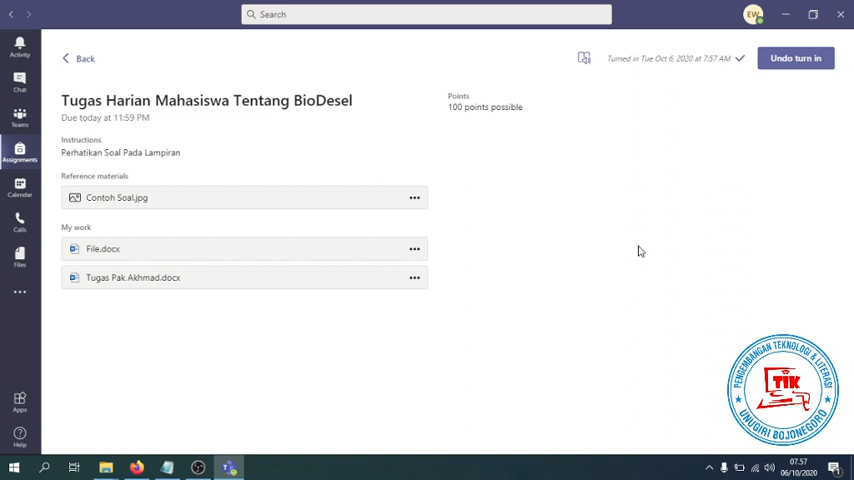 Search
EW
Activity
Chat
Teams
Assignments
Calendar
Calls
Files
Apps
Help
Back
Turned in Tue Oct 6, 2020 at 7:57 AM
Undo turn in
Tugas Harian Mahasiswa Tentang BioDesel
Due today at 11:59 PM
Points
100 points possible
Instructions
Perhatikan Soal Pada Lampiran
Reference materials
Contoh Soal.jpg
My work
File.docx
Tugas Pak Akhmad.docx
PENGEMBANGAN TEKNOLOGI & LITERASI
TIK
UNUGIRI BOJONEGORO
07.57
06/10/2020